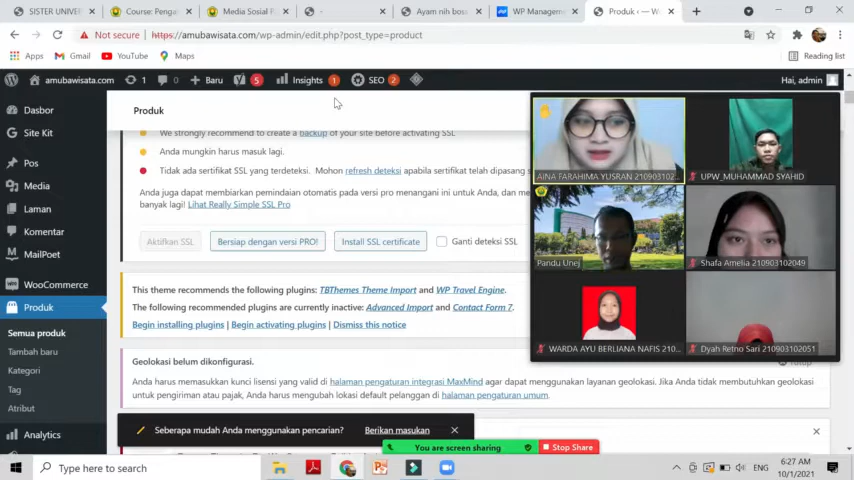 SISTER UNIVER
Course: Pengan
Media Sosial F
Ayam nih bosa
WP Managem
Produk ‹ — W
Not secure
https://amubawisata.com/wp-admin/edit.php?post_type=product
Apps
Gmail
YouTube
Maps
Reading list
amubawisata.com
1
0
Baru
5
Insights
1
SEO
2
Hai, admin
Dasbor
Site Kit
Pos
Media
Laman
Komentar
MailPoet
WooCommerce
Produk
Semua produk
Tambah baru
Kategori
Tag
Atribut
Analytics
Produk
We strongly recommend to create a backup of your site before activating SSL
Anda mungkin harus masuk lagi.
Tidak ada sertifikat SSL yang terdeteksi. Mohon refresh deteksi apabila sertifikat telah dipasang s
Anda juga dapat membiarkan pemindaian otomatis pada versi pro menangani ini untuk Anda, dan me
banyak lagi! Lihat Really Simple SSL Pro
Aktifkan SSL
Bersiap dengan versi PRO!
Install SSL certificate
Ganti deteksi SSL
This theme recommends the following plugins: TBThemes Theme Import and WP Travel Engine.
The following recommended plugins are currently inactive: Advanced Import and Contact Form 7.
Begin installing plugins | Begin activating plugins | Dismiss this notice
Geolokasi belum dikonfigurasi.
Tutup
Anda harus memasukkan kunci lisensi yang valid di halaman pengaturan integrasi MaxMind agar dapat menggunakan layanan geolokasi. Jika Anda tidak membutuhkan geolokasi
untuk pengiriman atau pajak, Anda harus mengubah lokasi default pelanggan di halaman pengaturan umum.
Seberapa mudah Anda menggunakan pencarian?
Berikan masukan
AINA FARAHIMA YUSRAN 210903102...
UPW_MUHAMMAD SYAHID
Pandu Unej
Shafa Amelia 210903102049
WARDA AYU BERLIANA NAFIS 210...
Dyah Retno Sari 210903102051
You are screen sharing
Stop Share
Type here to search
ENG
6:27 AM
10/1/2021